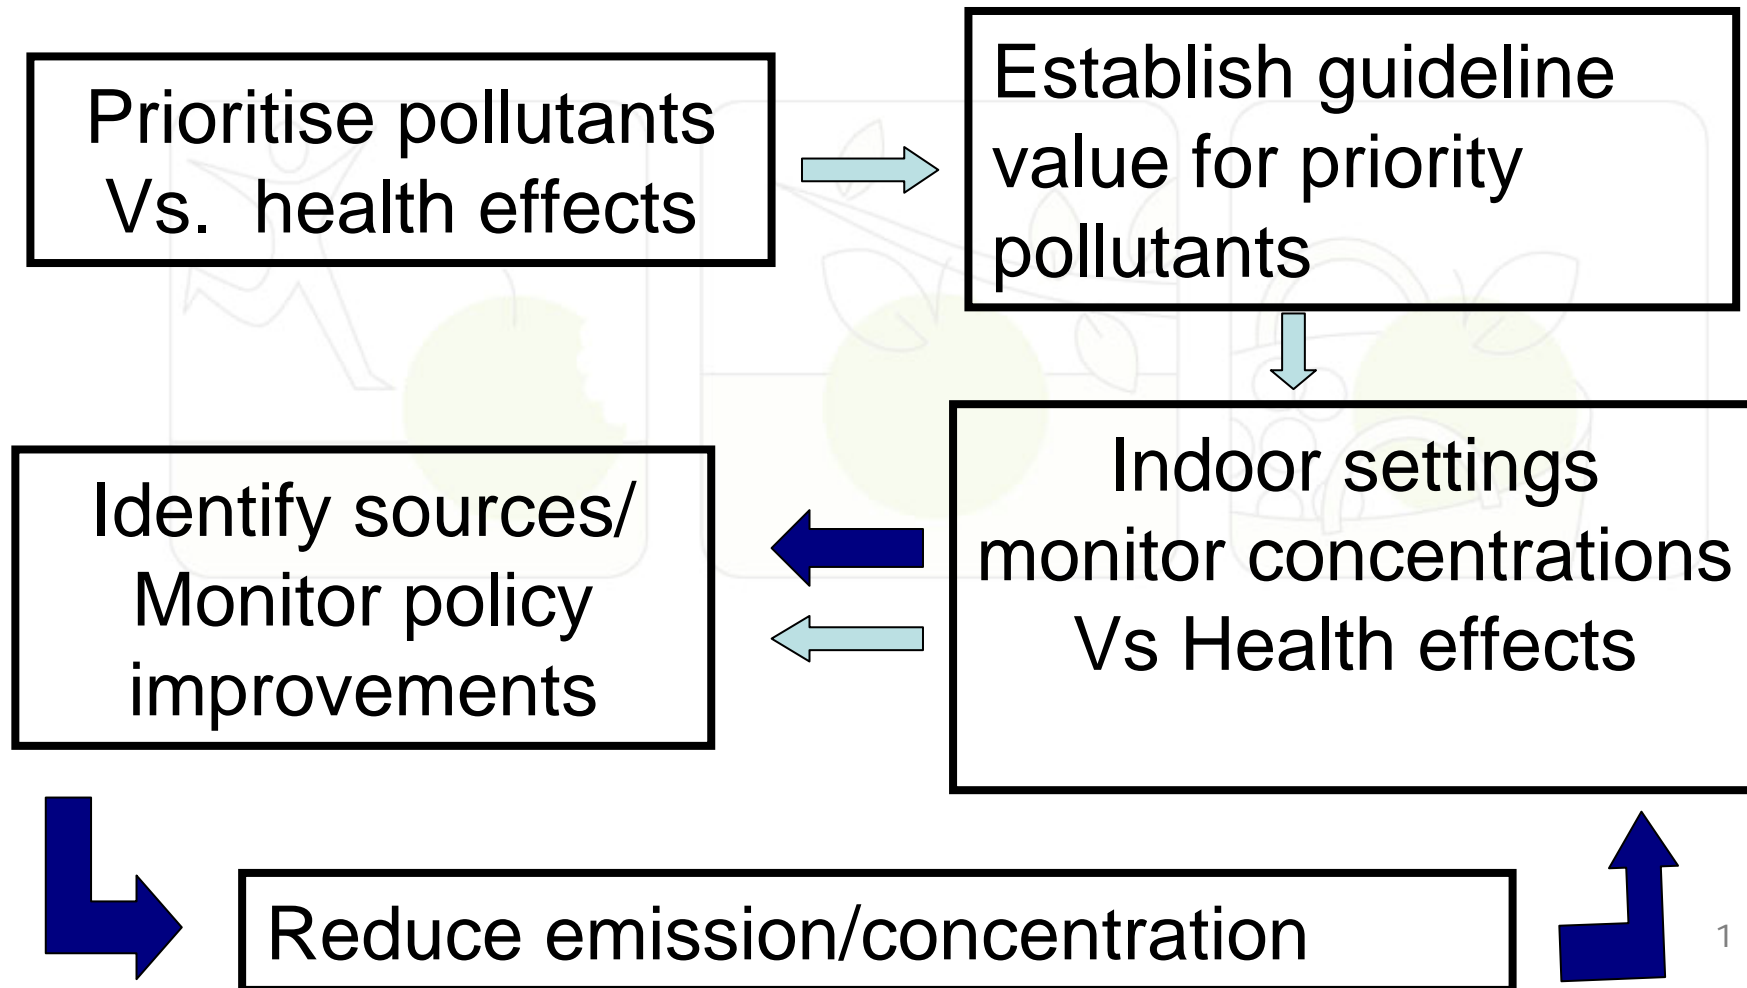 Prioritise pollutants
Vs. health effects
Establish guideline
value for priority
pollutants
Indoor settings
monitor concentrations
Vs Health effects
Identify sources/
Monitor policy
improvements
Reduce emission/concentration
1